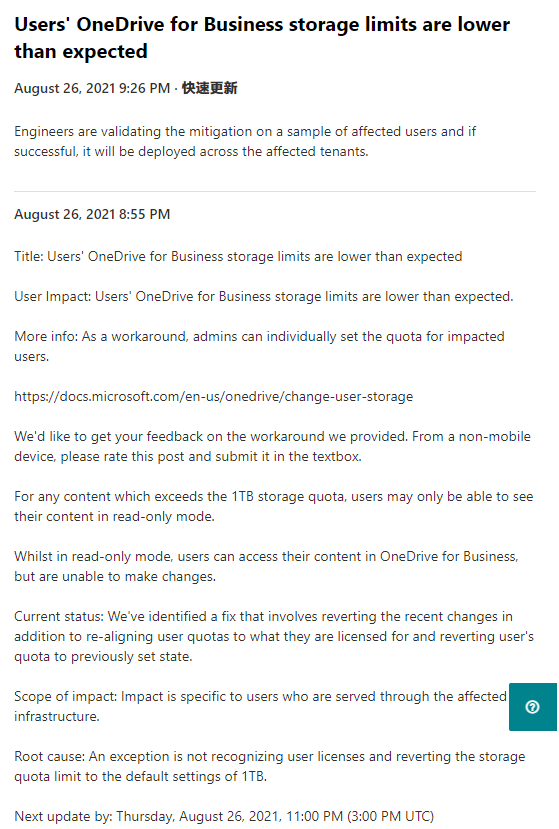 Users' OneDrive for Business storage limits are lower
than expected
August 26, 2021 9:26 PM · 快速更新
Engineers are validating the mitigation on a sample of affected users and if
successful, it will be deployed across the affected tenants.
August 26, 2021 8:55 PM
Title: Users' OneDrive for Business storage limits are lower than expected
User Impact: Users' OneDrive for Business storage limits are lower than expected.
More info: As a workaround, admins can individually set the quota for impacted
users.
https://docs.microsoft.com/en-us/onedrive/change-user-storage
We'd like to get your feedback on the workaround we provided. From a non-mobile
device, please rate this post and submit it in the textbox.
For any content which exceeds the 1TB storage quota, users may only be able to see
their content in read-only mode.
Whilst in read-only mode, users can access their content in OneDrive for Business,
but are unable to make changes.
Current status: We've identified a fix that involves reverting the recent changes in
addition to re-aligning user quotas to what they are licensed for and reverting user's
quota to previously set state.
Scope of impact: Impact is specific to users who are served through the affected
infrastructure.
Root cause: An exception is not recognizing user licenses and reverting the storage
quota limit to the default settings of 1TB.
Next update by: Thursday, August 26, 2021, 11:00 PM (3:00 PM UTC)